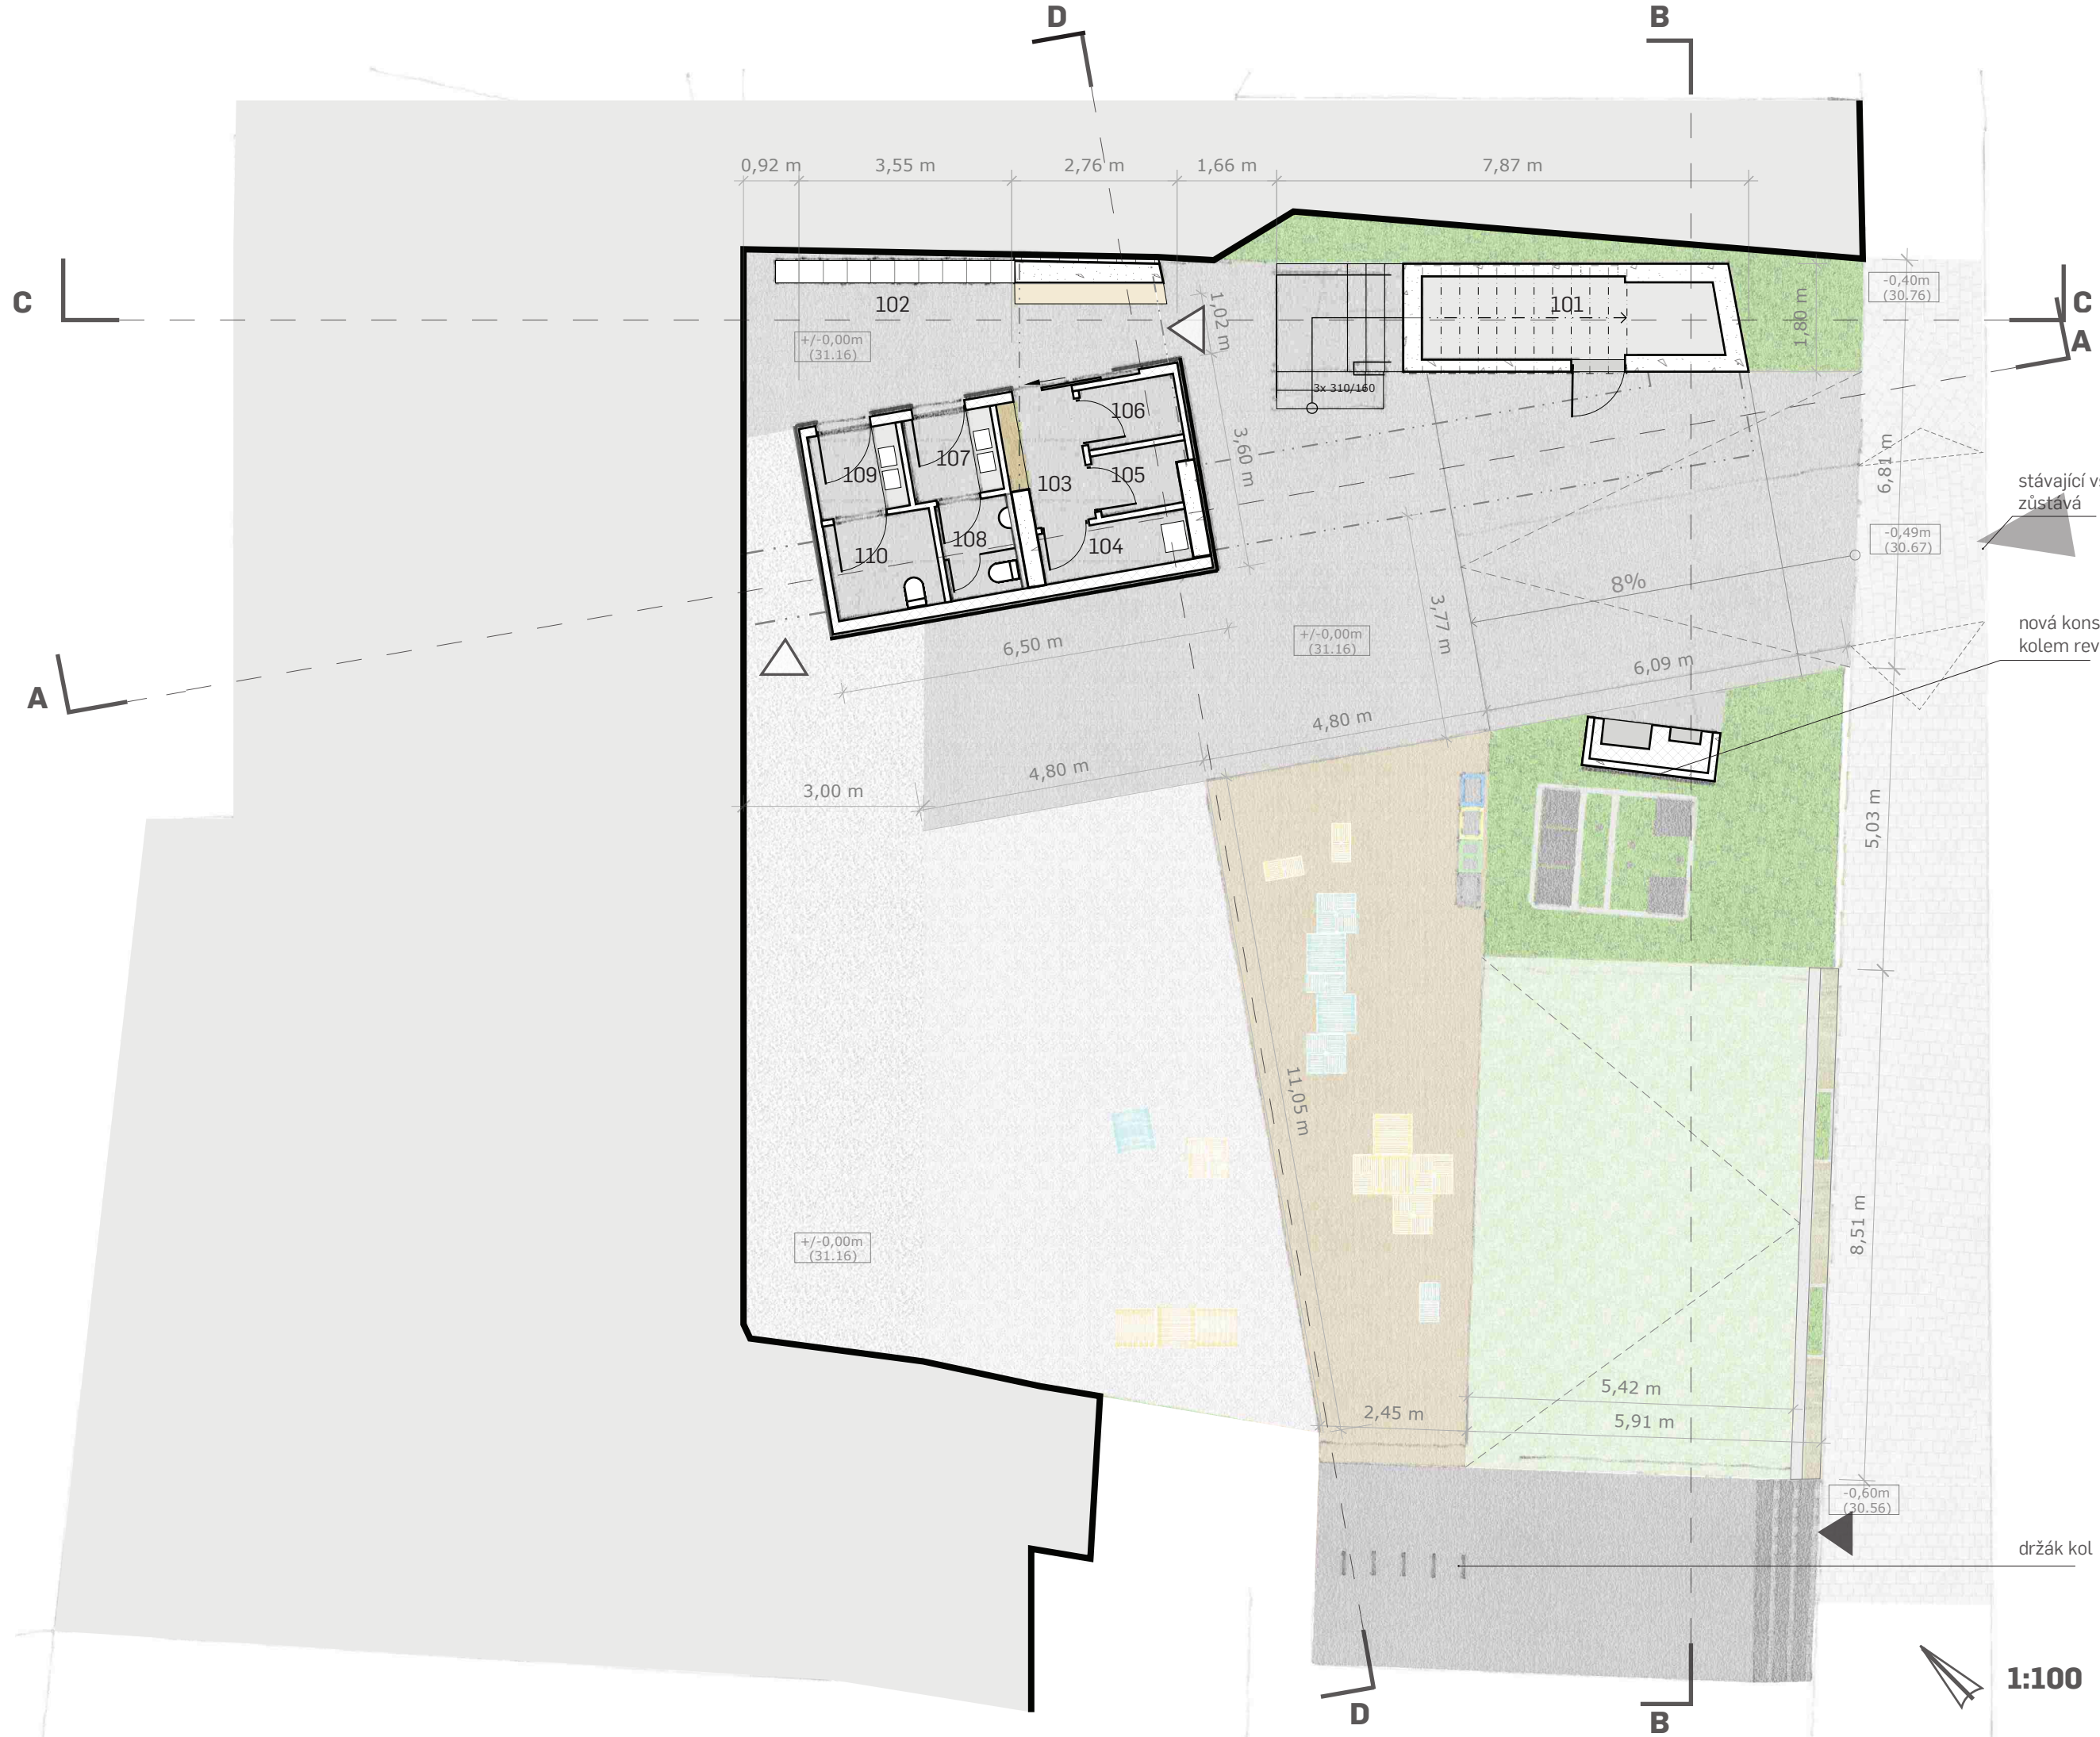 D
B
0,92 m
3,55 m
2,76 m
1,66 m
7,87 m
C
102
101
-0,40m
(30.76)
C
A
+/-0,00m
(31.16)
1,02 m
1,80 m
3x 310/160
106
109
107
103
105
3,60 m
6,81 m
stávající
zůstává
108
104
110
-0,49m
(30.67)
8%
3,77 m
nová
kolem
6,50 m
+/-0,00m
(31.16)
6,09 m
A
4,80 m
4,80 m
3,00 m
5,03 m
11,05 m
+/-0,00m
(31.16)
8,51 m
5,42 m
2,45 m
5,91 m
-0,60m
(30.56)
držák kol
1:100
D
B